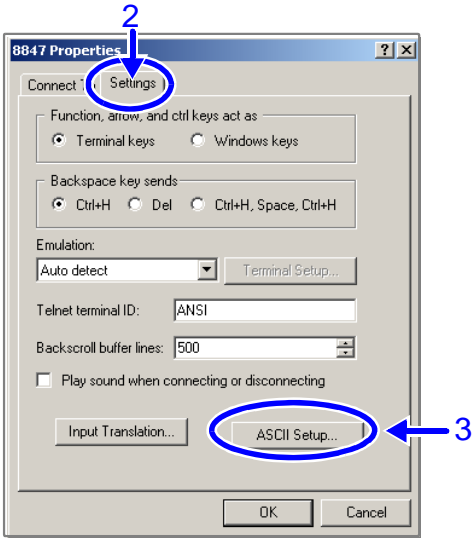 2
8847 Properties
Connect To Settings
Function, arrow, and ctrl keys act as
Terminal keys Windows keys
Backspace key sends
Ctrl+H Del Ctrl+H, Space, Ctrl+H
Emulation:
Auto detect Terminal Setup...
Telnet terminal ID: ANSI
Backscroll buffer lines: 500
Play sound when connecting or disconnecting
Input Translation... ASCII Setup... 3
OK Cancel